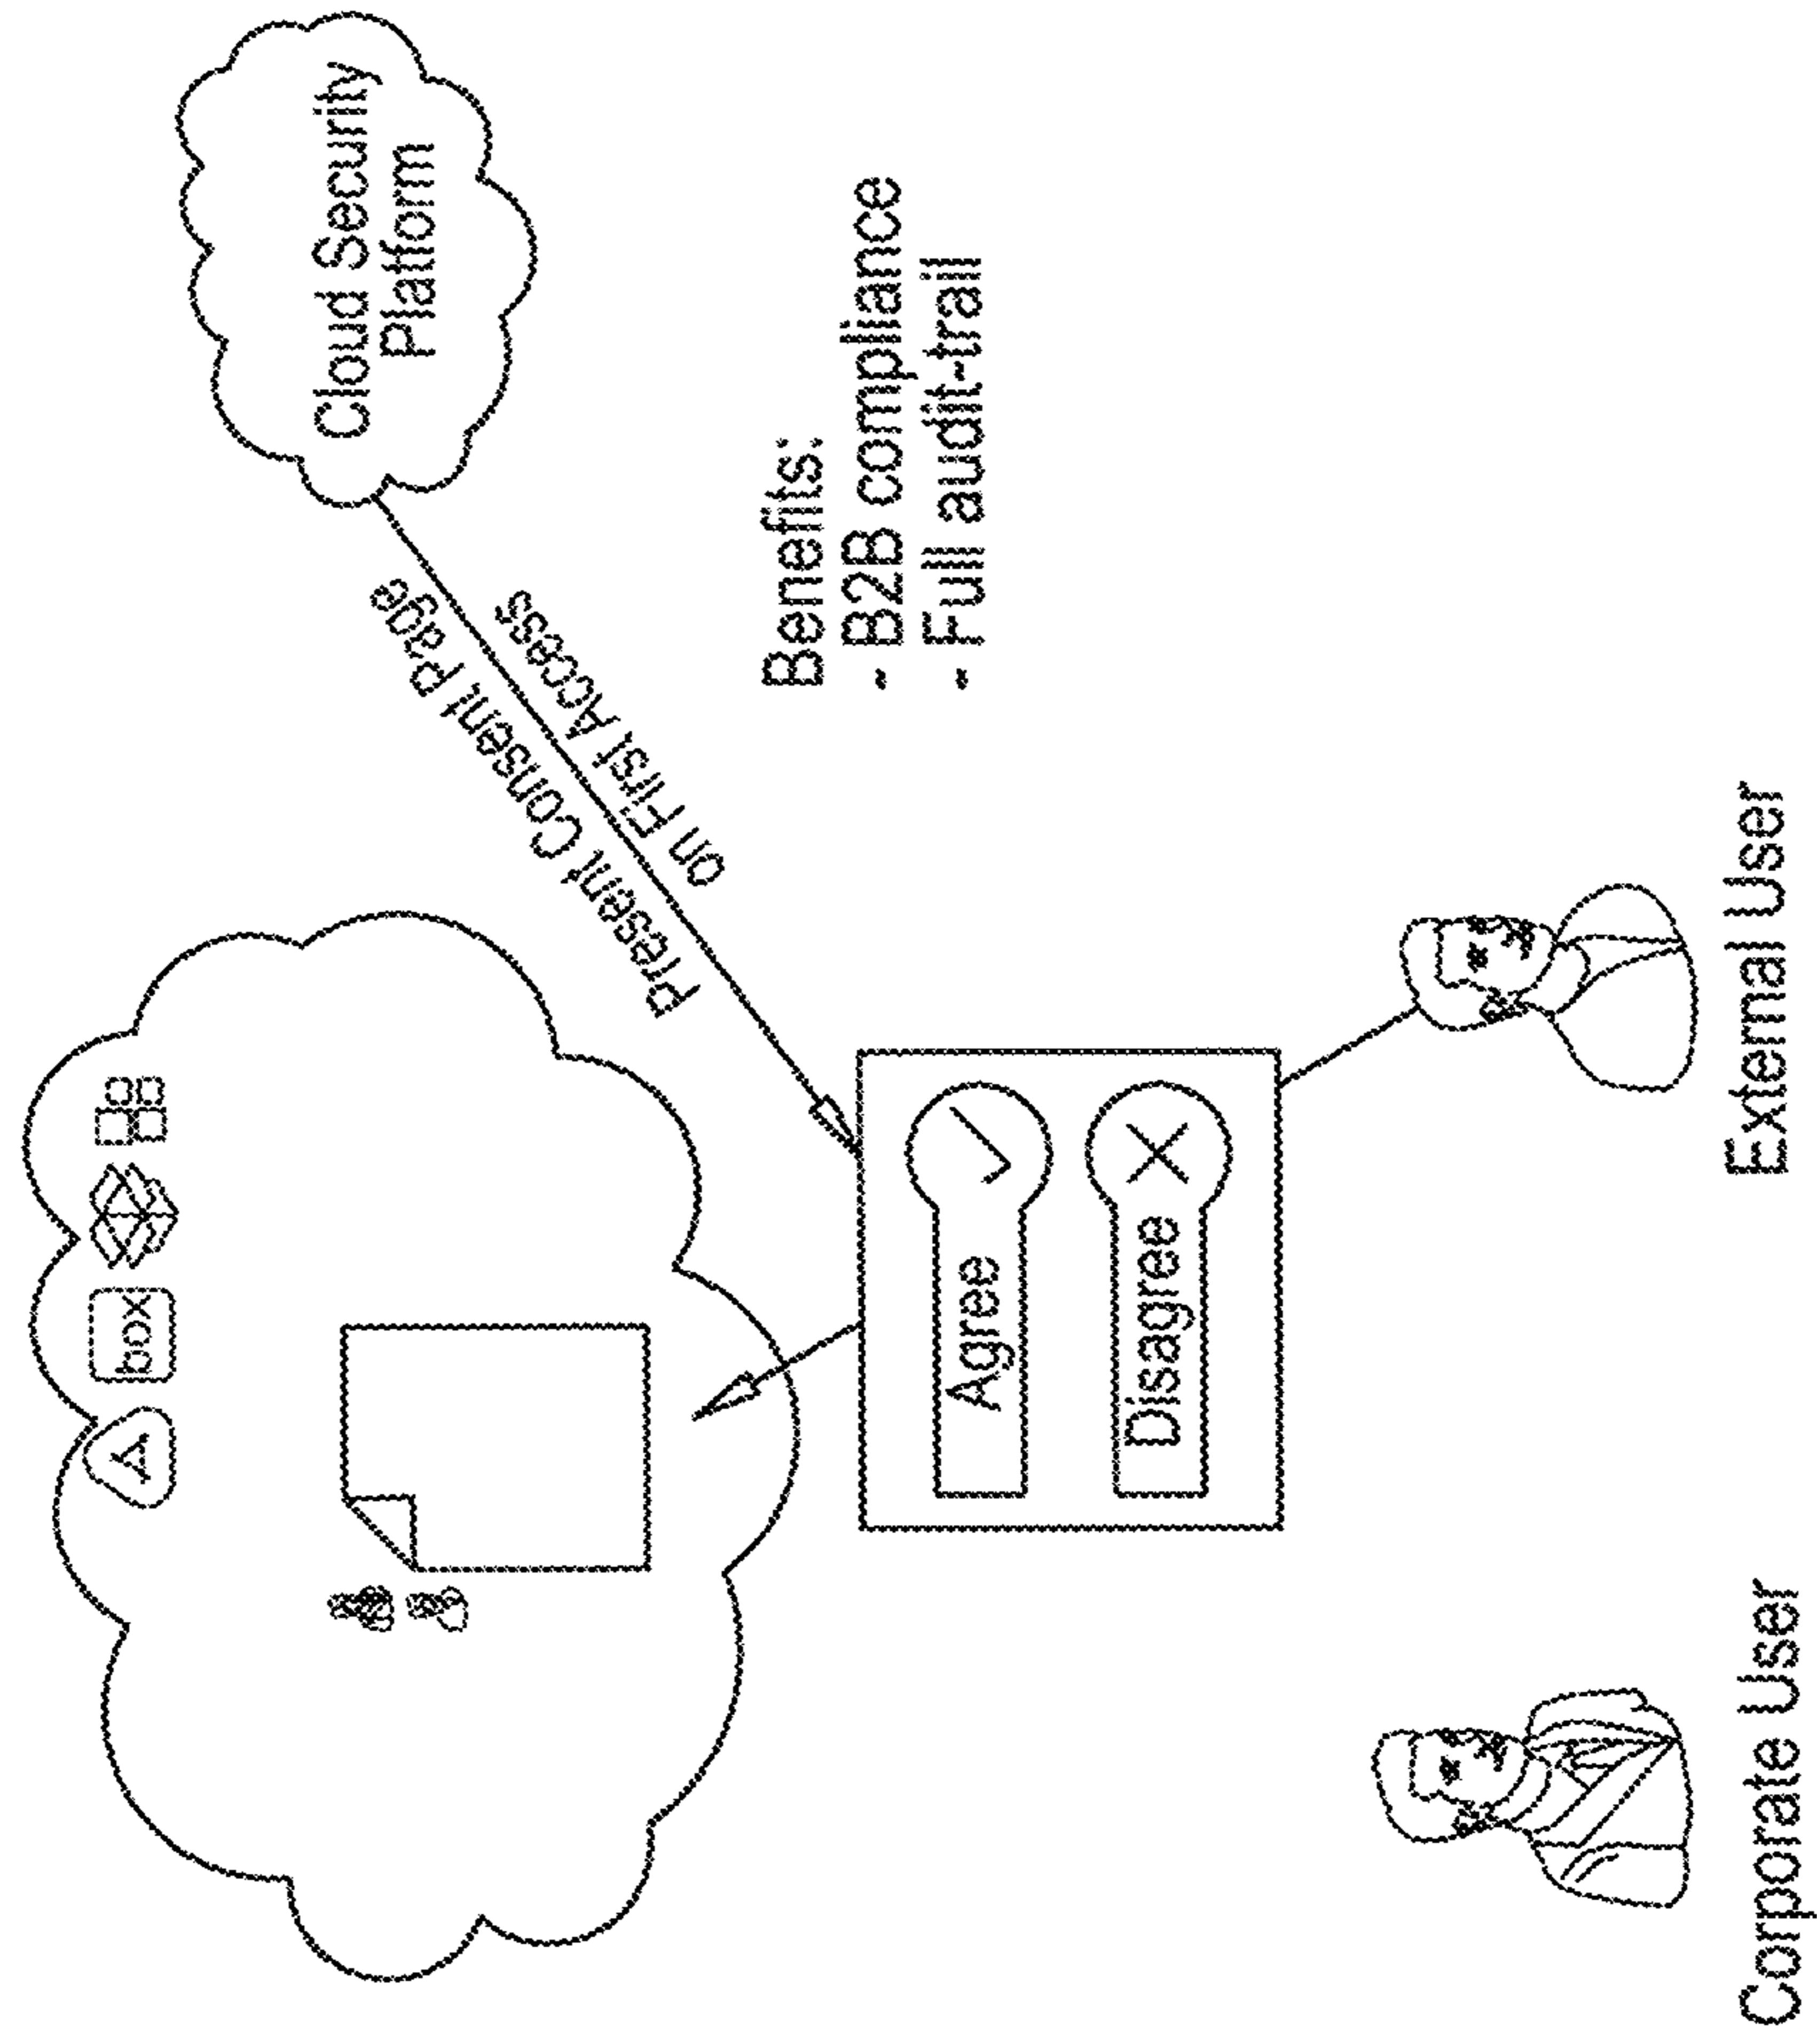 A
box
Cloud Security
Platform
Present Consent Page
on First Access
Benefits:
- B2B compliance
- Full audit-trail
Agree
Disagree
Corporate User
External User